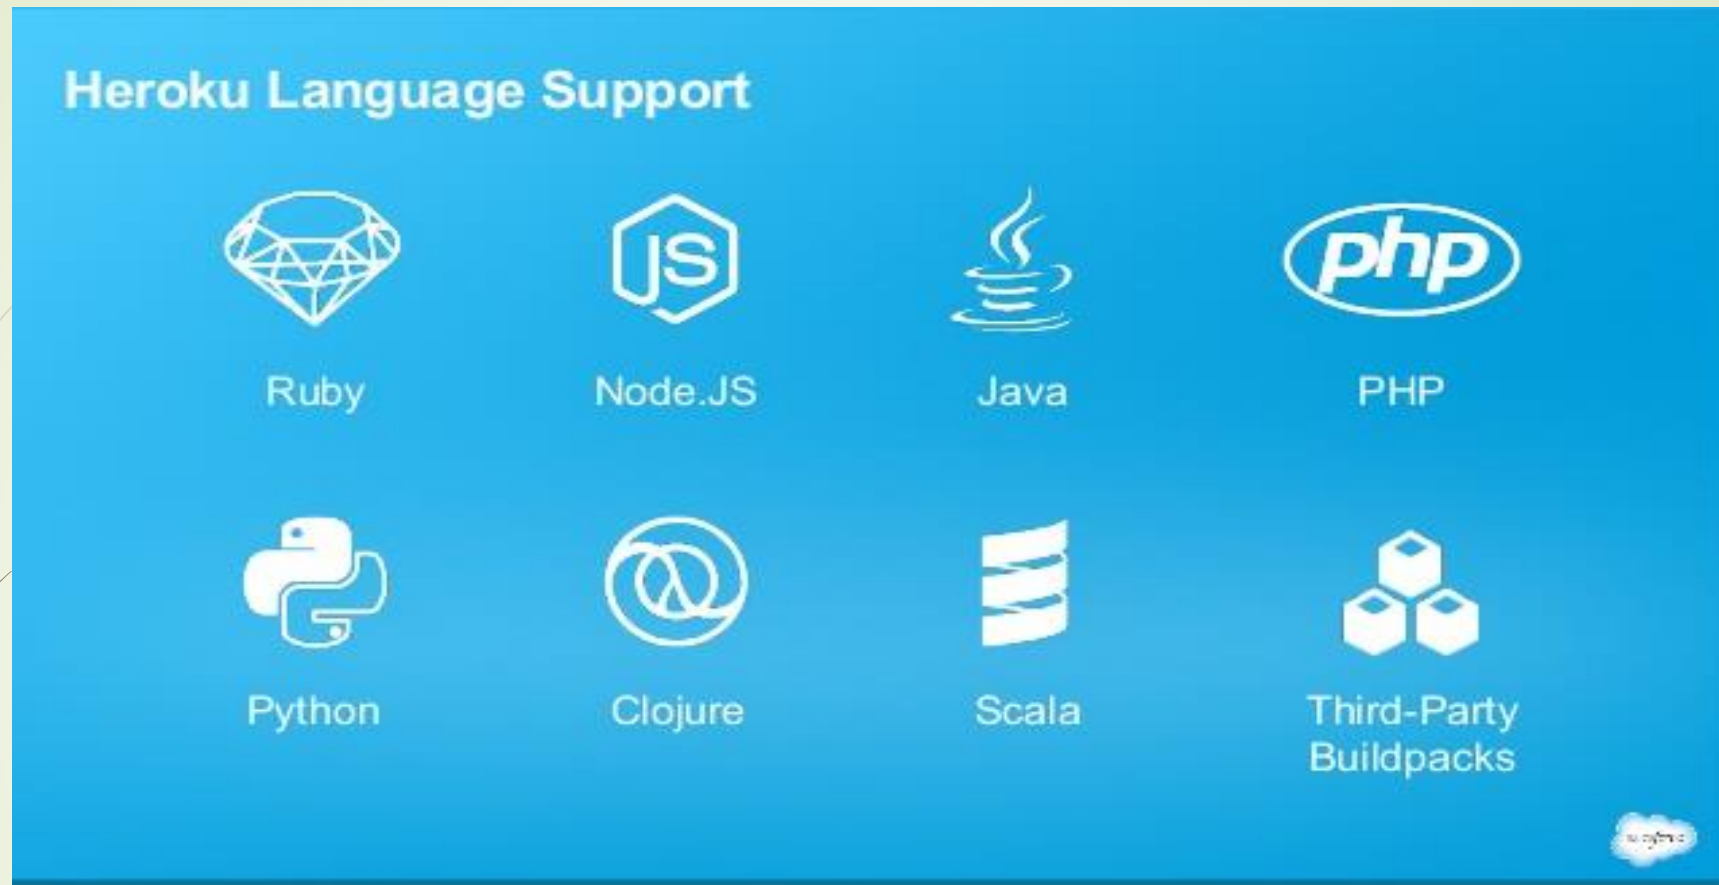 Heroku Language Support
JS
php
Ruby
Node.JS
Java
PHP
Python
Clojure
Scala
Third-Party
Buildpacks